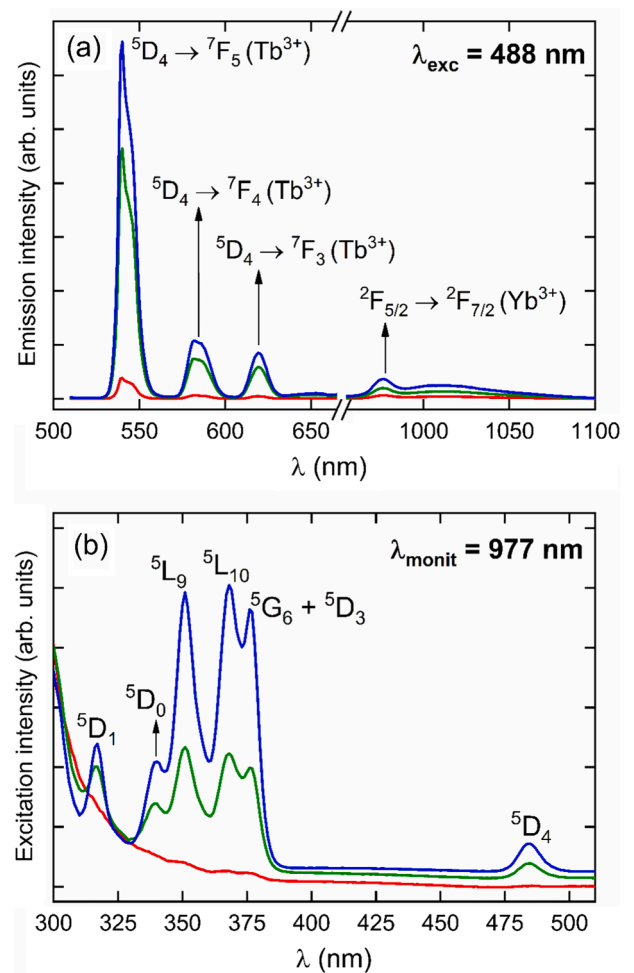 (a)
⁵D₄ → ⁷F₅ (Tb³⁺)
λexc = 488 nm
⁵D₄ → ⁷F₄ (Tb³⁺)
⁵D₄ → ⁷F₃ (Tb³⁺)
²F₅/₂ → ²F₇/₂ (Yb³⁺)
Emission intensity (arb. units)
500 550 600 650 1000 1050 1100
λ (nm)
(b)
λmonit = 977 nm
⁵L₉
⁵L₁₀
⁵G₆ + ⁵D₃
⁵D₀
⁵D₁
⁵D₄
Excitation intensity (arb. units)
300 325 350 375 400 425 450 475 500
λ (nm)